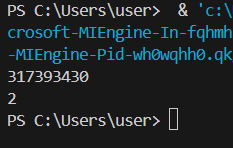 PS C:\Users\user>  & 'c:\
crosoft-MIEngine-In-fqhmh
-MIEngine-Pid-wh0wqhh0.qk
317393430
2
PS C:\Users\user>